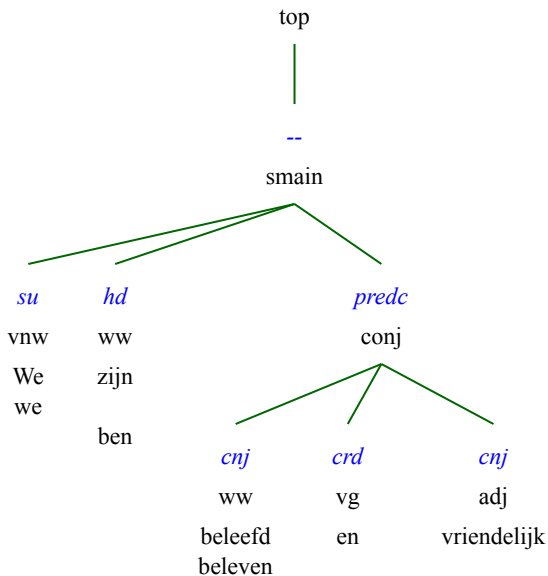 top
--
smain
su hd predc
vnw ww conj
We zijn
we
ben
cnj crd cnj
ww vg adj
beleefd en vriendelijk
beleven